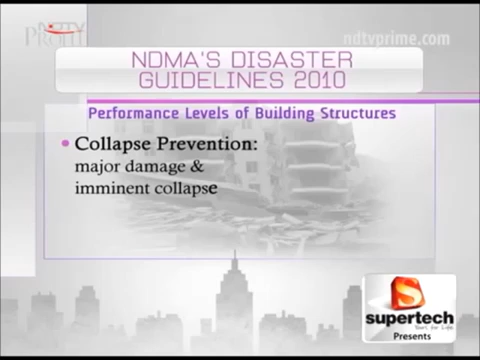 NDTV
PROFIT
ndtvprime.com
NDMA'S DISASTER
GUIDELINES 2010
Performance Levels of Building Structures
• Collapse Prevention:
major damage &
imminent collapse
S
supertech
Presents